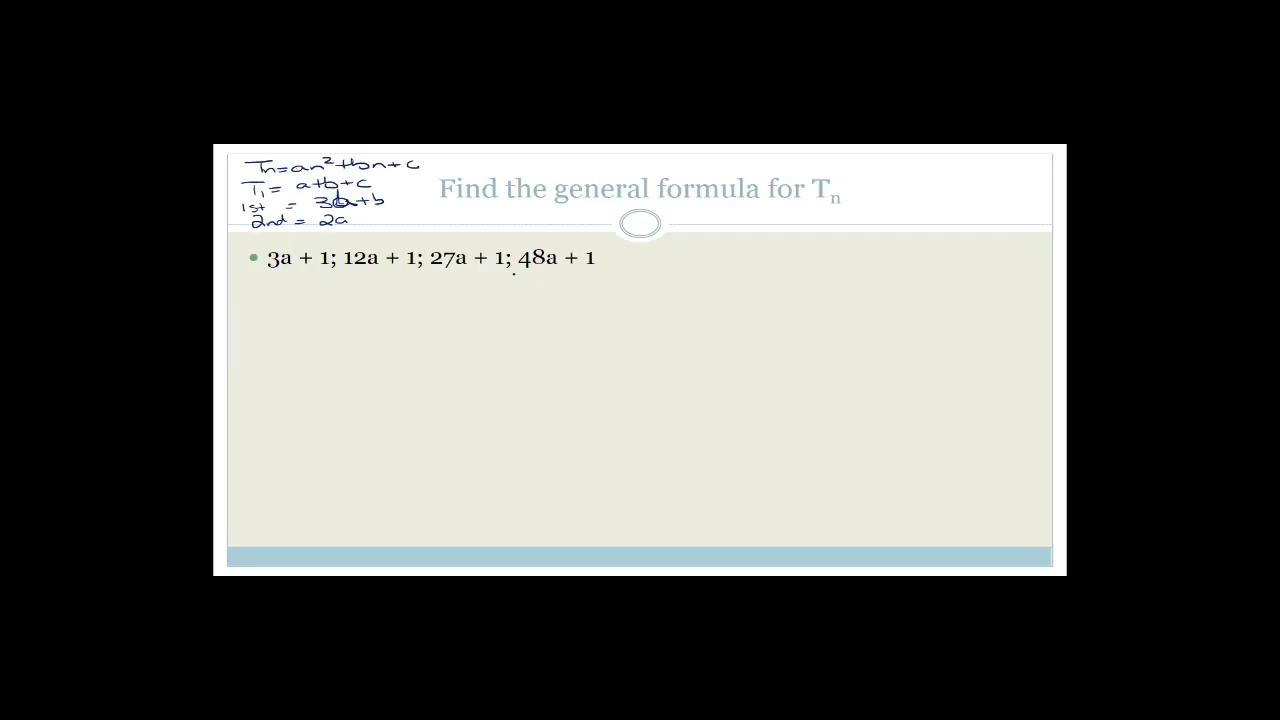 Tn = an² + bn + c
T₁ = a + b + c
1st = 3a + b
2nd = 2a
Find the general formula for Tₙ
• 3a + 1; 12a + 1; 27a + 1; 48a + 1